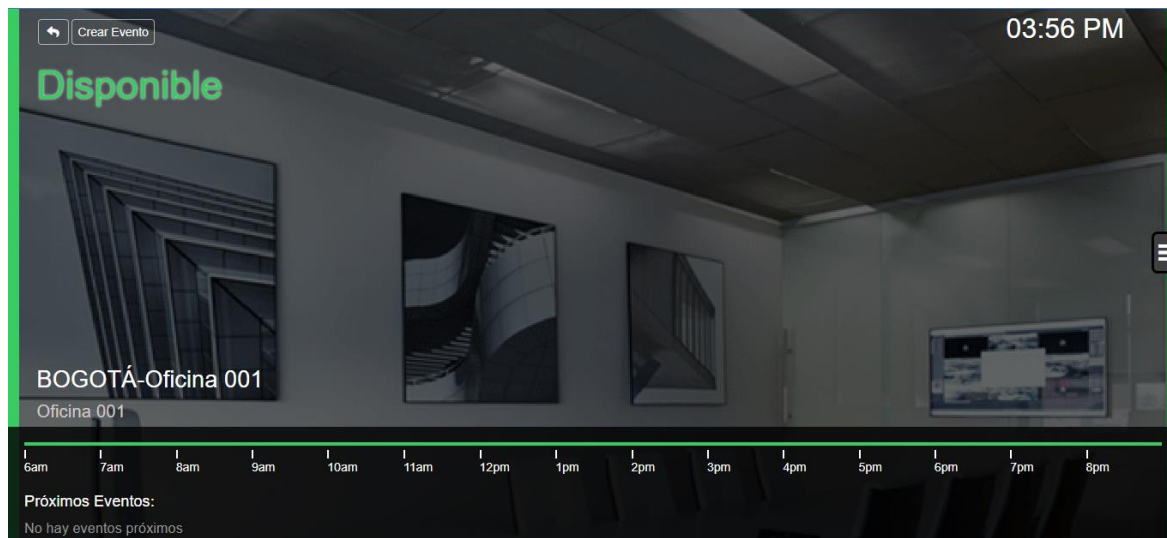 Crear Evento
03:56 PM
Disponible
BOGOTÁ-Oficina 001
Oficina 001
6am 7am 8am 9am 10am 11am 12pm 1pm 2pm 3pm 4pm 5pm 6pm 7pm 8pm
Próximos Eventos:
No hay eventos próximos